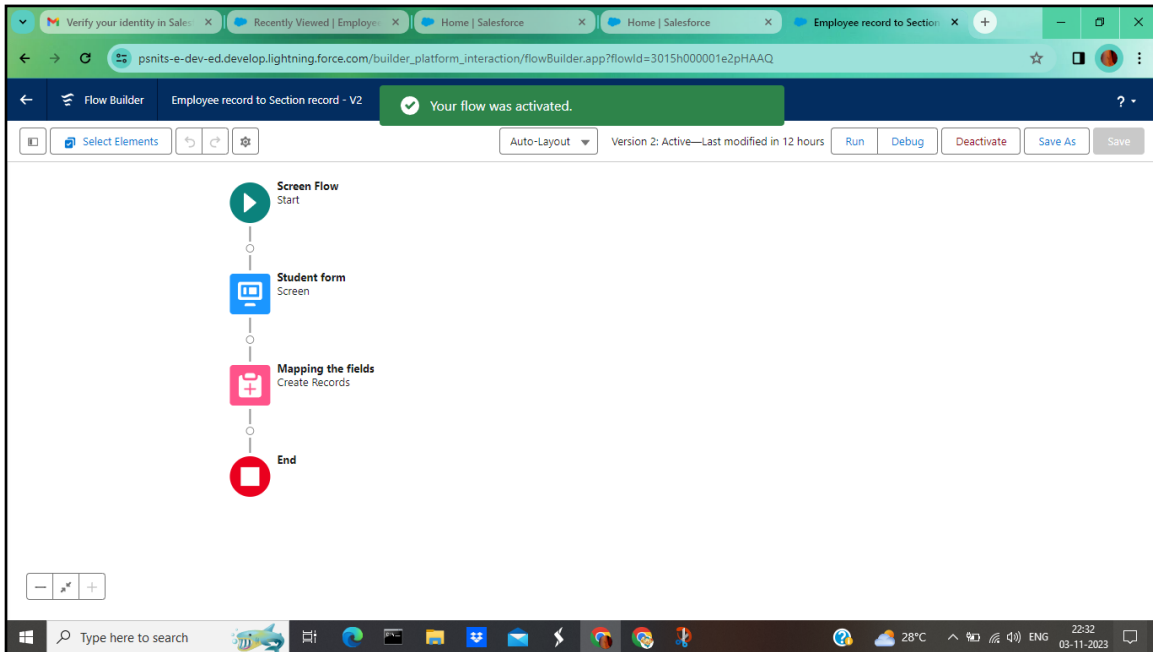 Verify your identity in Sales
Recently Viewed | Employe
Home | Salesforce
Home | Salesforce
Employee record to Section
psnits-e-dev-ed.develop.lightning.force.com/builder_platform_interaction/flowBuilder.app?flowId=3015h000001e2pHAAQ
Flow Builder
Employee record to Section record - V2
Your flow was activated.
?
Select Elements
Auto-Layout
Version 2: Active—Last modified in 12 hours
Run
Debug
Deactivate
Save As
Save
Screen Flow
Start
Student form
Screen
Mapping the fields
Create Records
End
Type here to search
28°C
ENG
22:32
03-11-2023